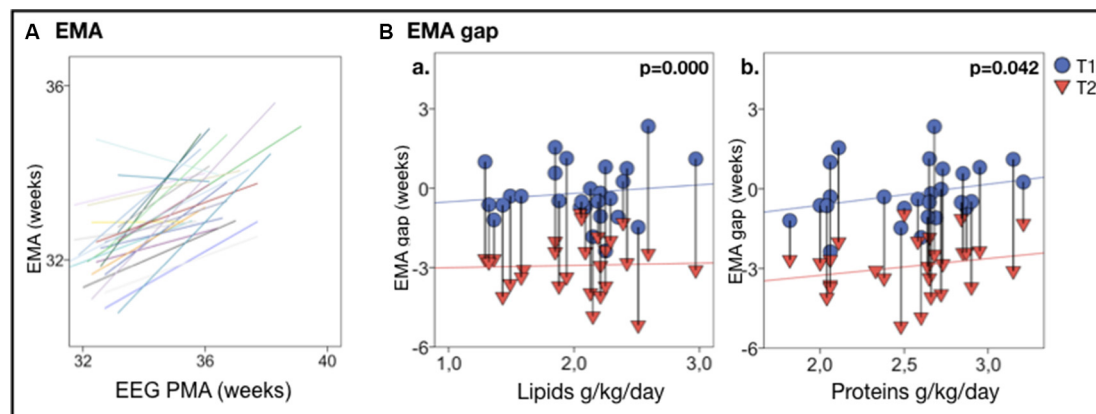 A EMA
B EMA gap
36
32
EMA (weeks)
32 36 40
EEG PMA (weeks)
a.
p=0.000
3
0
-3
-6
EMA gap (weeks)
1,0 2,0 3,0
Lipids g/kg/day
b.
p=0.042
3
0
-3
-6
EMA gap (weeks)
2,0 2,5 3,0
Proteins g/kg/day
T1
T2